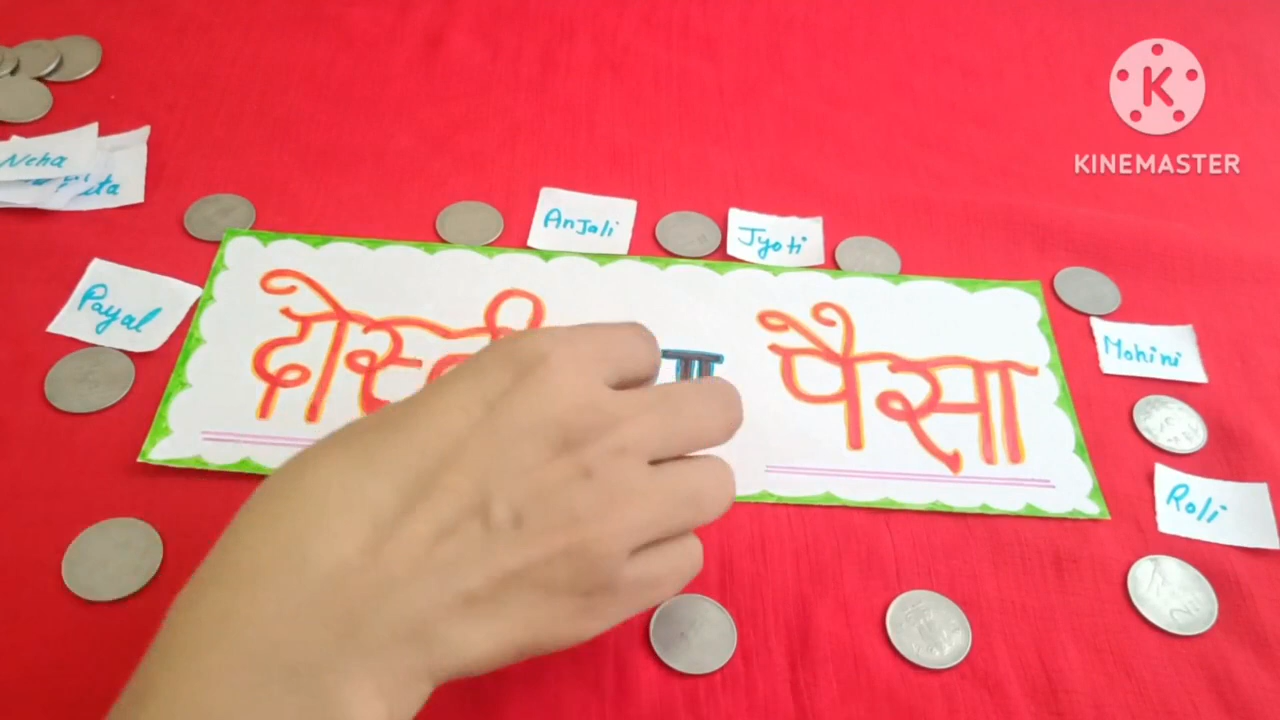 K
KINEMASTER
Neha
Anjali
Jyoti
Payal
Mohini
Roli
पैसा